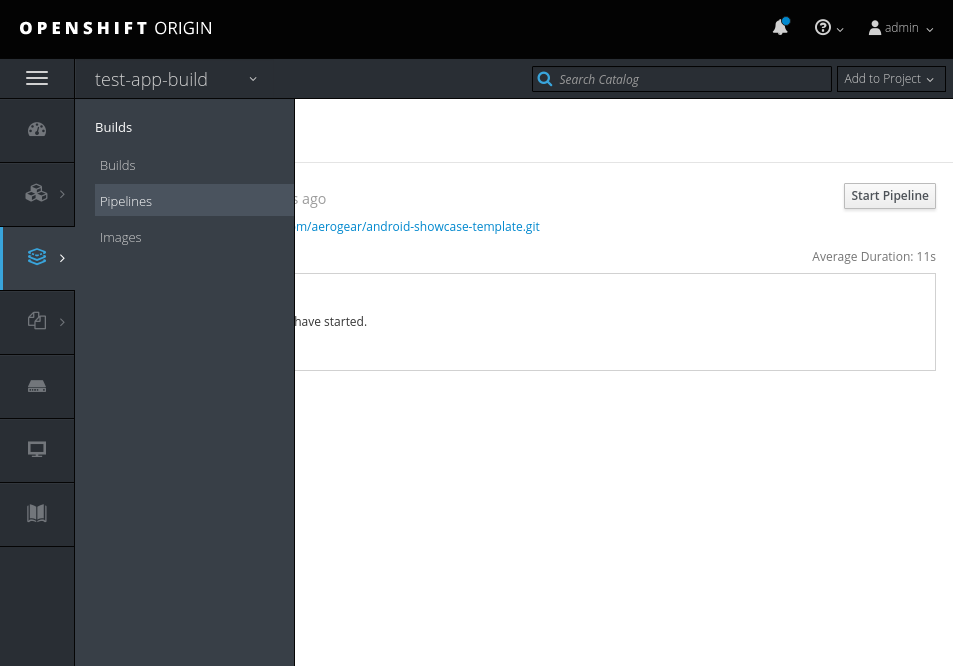 OPENSHIFT ORIGIN
admin
test-app-build
Search Catalog
Add to Project
Builds
Builds
Pipelines
Images
ago
Start Pipeline
m/aerogear/android-showcase-template.git
Average Duration: 11s
have started.